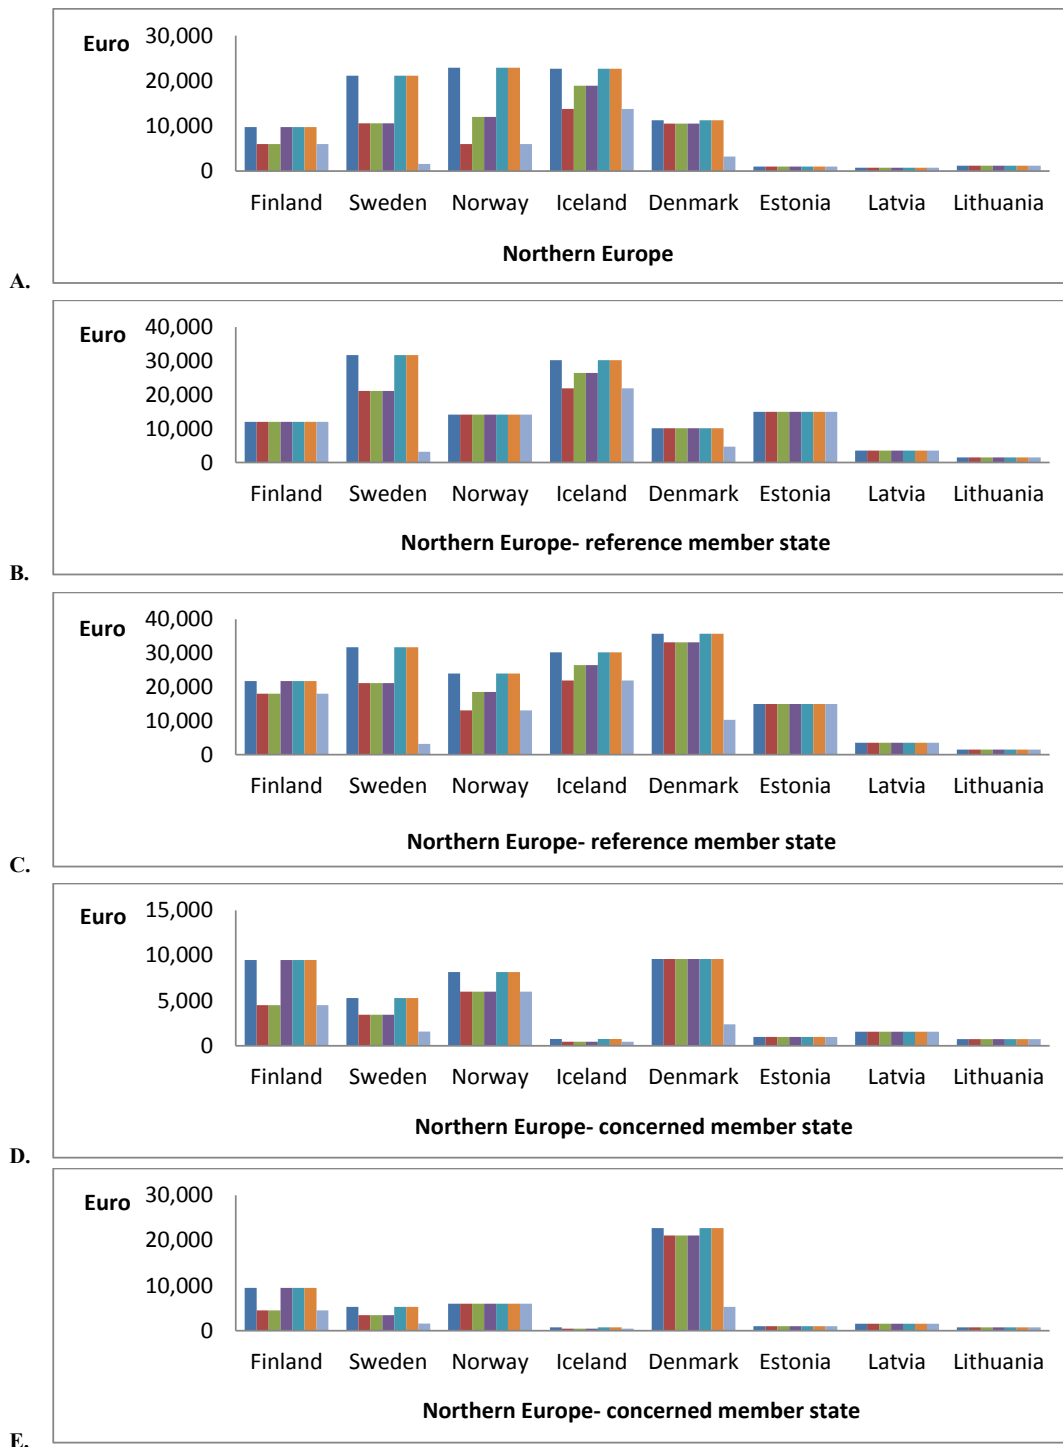 Euro
30,000
20,000
10,000
0
Finland Sweden Norway Iceland Denmark Estonia Latvia Lithuania
Northern Europe
A.
Euro
40,000
30,000
20,000
10,000
0
Finland Sweden Norway Iceland Denmark Estonia Latvia Lithuania
Northern Europe- reference member state
B.
Euro
40,000
30,000
20,000
10,000
0
Finland Sweden Norway Iceland Denmark Estonia Latvia Lithuania
Northern Europe- reference member state
C.
Euro
15,000
10,000
5,000
0
Finland Sweden Norway Iceland Denmark Estonia Latvia Lithuania
Northern Europe- concerned member state
D.
Euro
30,000
20,000
10,000
0
Finland Sweden Norway Iceland Denmark Estonia Latvia Lithuania
Northern Europe- concerned member state
E.